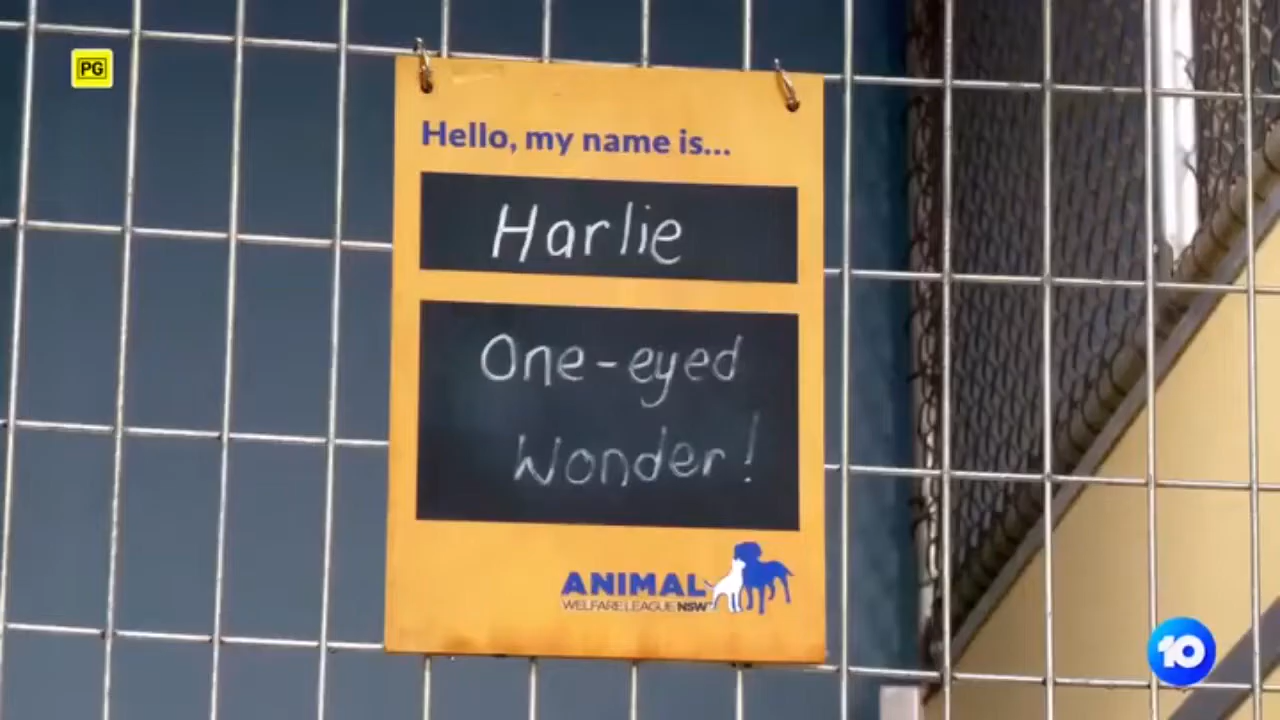 PG
Hello, my name is...
Harlie
One-eyed
Wonder!
ANIMAL
WELFARE LEAGUE NSW
10